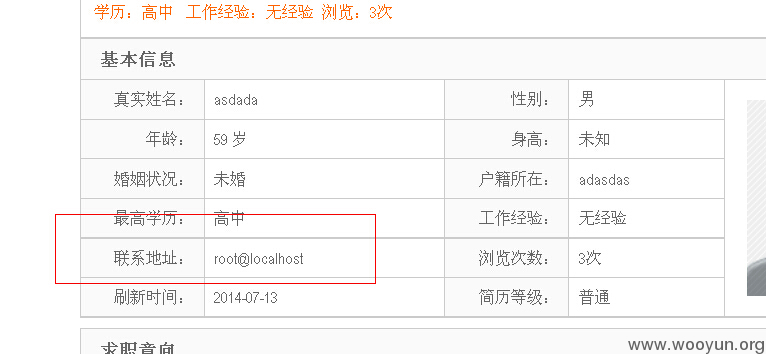 学历：高中 工作经验：无经验 浏览：3次
基本信息
真实姓名： asdada 性别： 男
年龄： 59 岁 身高： 未知
婚姻状况： 未婚 户籍所在： adasdas
最高学历： 高中 工作经验： 无经验
联系地址： root@localhost 浏览次数： 3次
刷新时间： 2014-07-13 简历等级： 普通
求职意向
www.wooyun.org